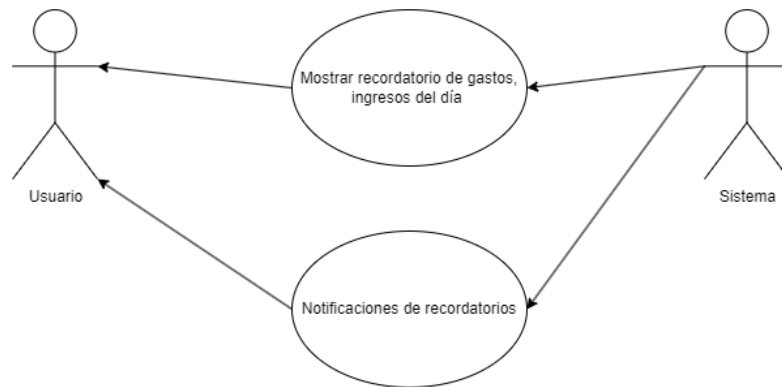 Mostrar recordatorio de gastos,
ingresos del día
Usuario
Sistema
Notificaciones de recordatorios